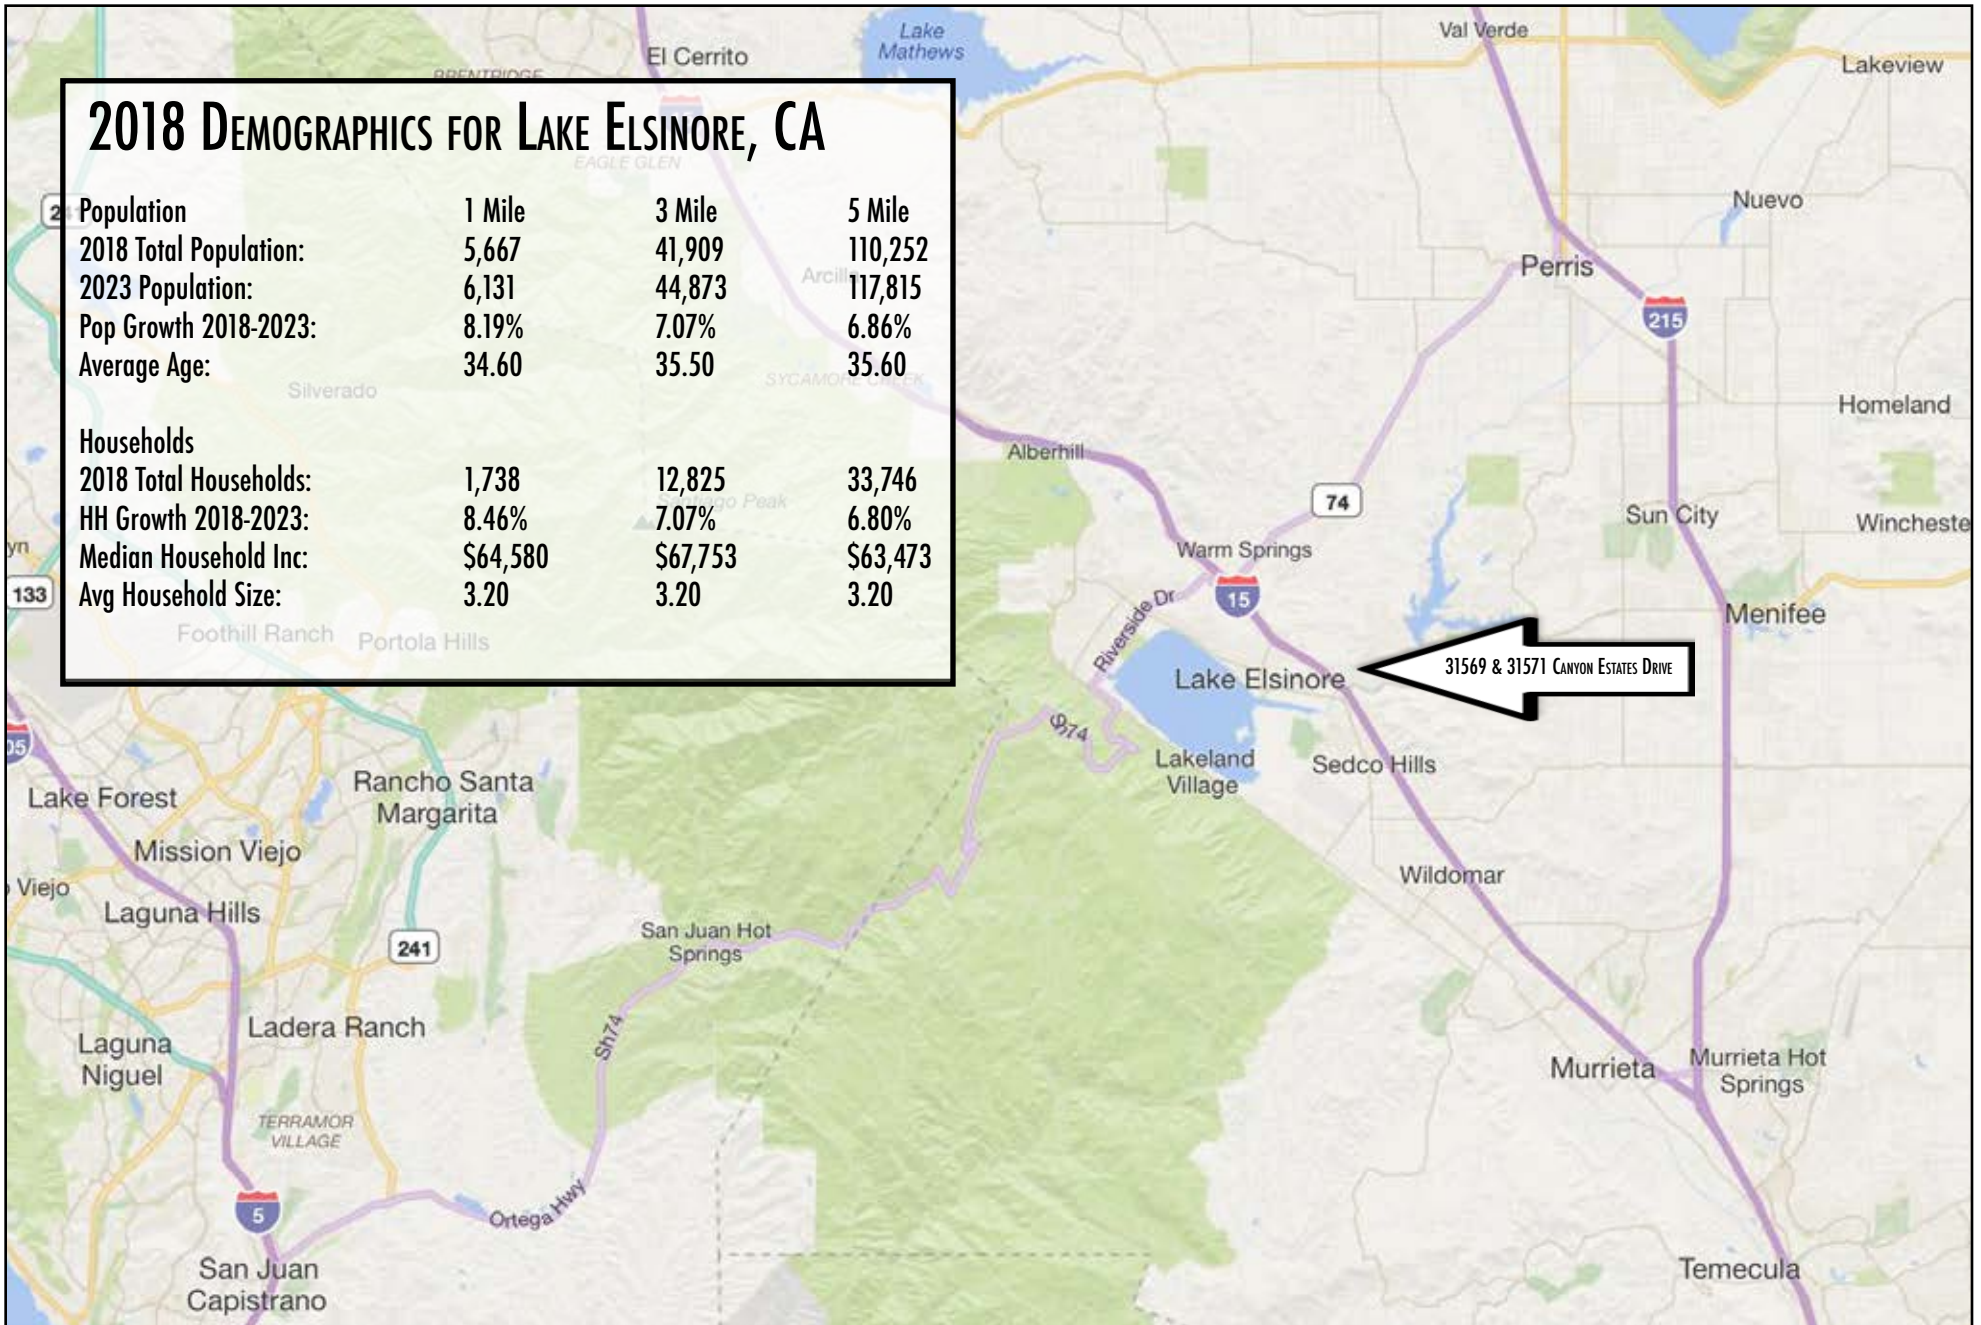 2018 Demographics for Lake Elsinore, CA
Population 1 Mile 3 Mile 5 Mile
2018 Total Population: 5,667 41,909 110,252
2023 Population: 6,131 44,873 117,815
Pop Growth 2018-2023: 8.19% 7.07% 6.86%
Average Age: 34.60 35.50 35.60
Households
2018 Total Households: 1,738 12,825 33,746
HH Growth 2018-2023: 8.46% 7.07% 6.80%
Median Household Inc: $64,580 $67,753 $63,473
Avg Household Size: 3.20 3.20 3.20
El Cerrito
Lake
Mathews
Val Verde
Lakeview
EAGLE GLEN
Nuevo
Perris
215
Silverado
SYCAMORE CREEK
Homeland
Alberhill
74
Santiago Peak
Sun City
Warm Springs
15
133
Menifee
Foothill Ranch
Portola Hills
Riverside Dr
Lake Elsinore
31569 & 31571 Canyon Estates Drive
Lakeland
Village
Sedco Hills
Lake Forest
Rancho Santa
Margarita
Mission Viejo
Viejo
Laguna Hills
Wildomar
241
San Juan Hot
Springs
Sh74
Ladera Ranch
Laguna
Niguel
Murrieta
Murrieta Hot
Springs
TERRAMOR
VILLAGE
5
Ortega Hwy
San Juan
Capistrano
Temecula